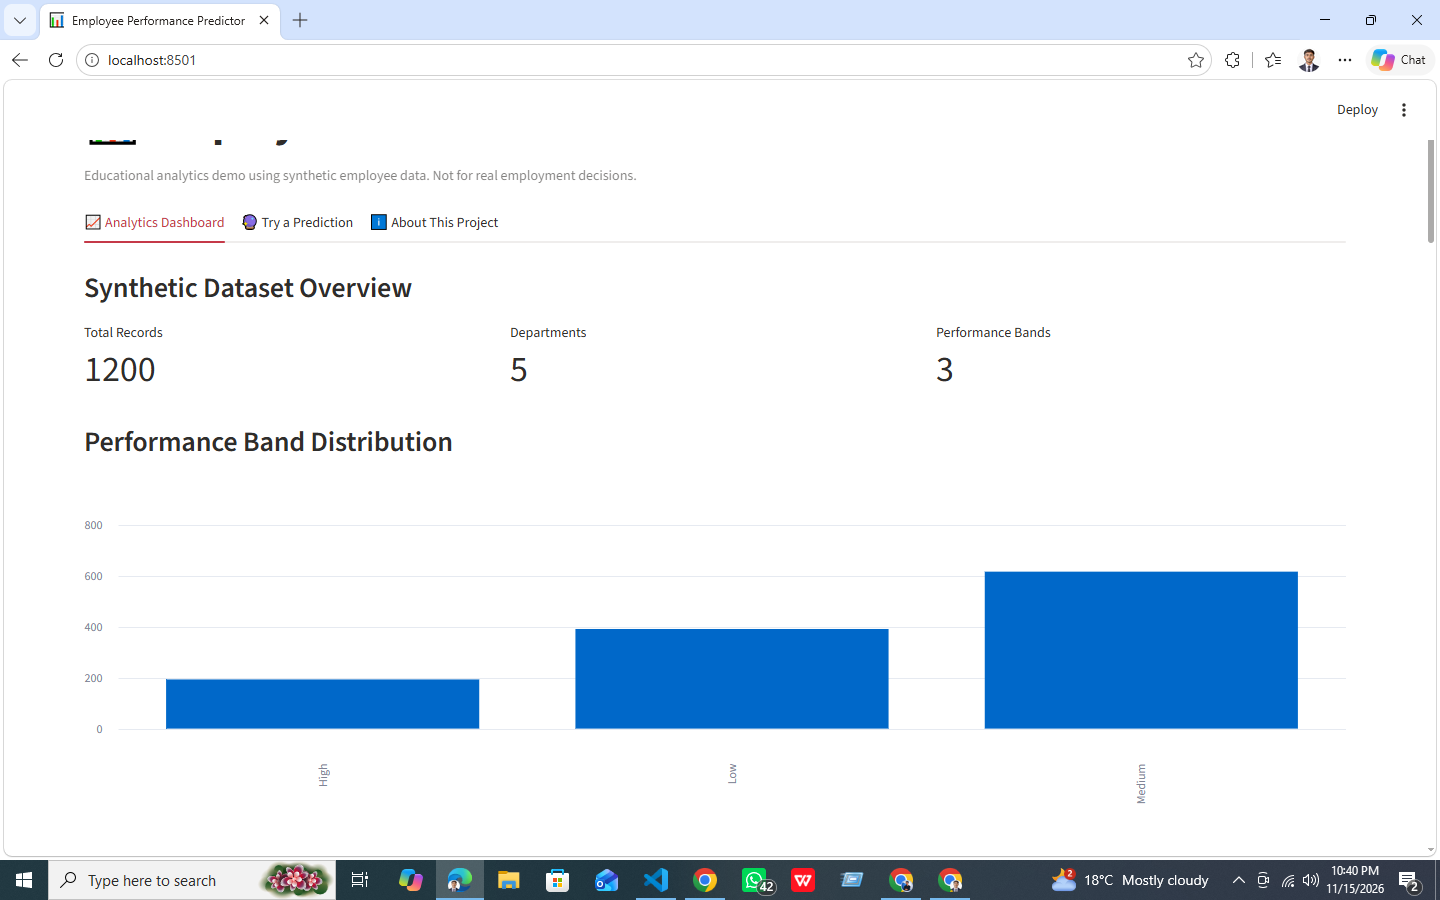 Employee Performance Predictor
localhost:8501
Chat
Deploy
Educational analytics demo using synthetic employee data. Not for real employment decisions.
Analytics Dashboard
Try a Prediction
About This Project
Synthetic Dataset Overview
Total Records
Departments
Performance Bands
1200
5
3
Performance Band Distribution
800
600
400
200
0
High
Low
Medium
Type here to search
42
2
18°C Mostly cloudy
10:40 PM
11/15/2026
2